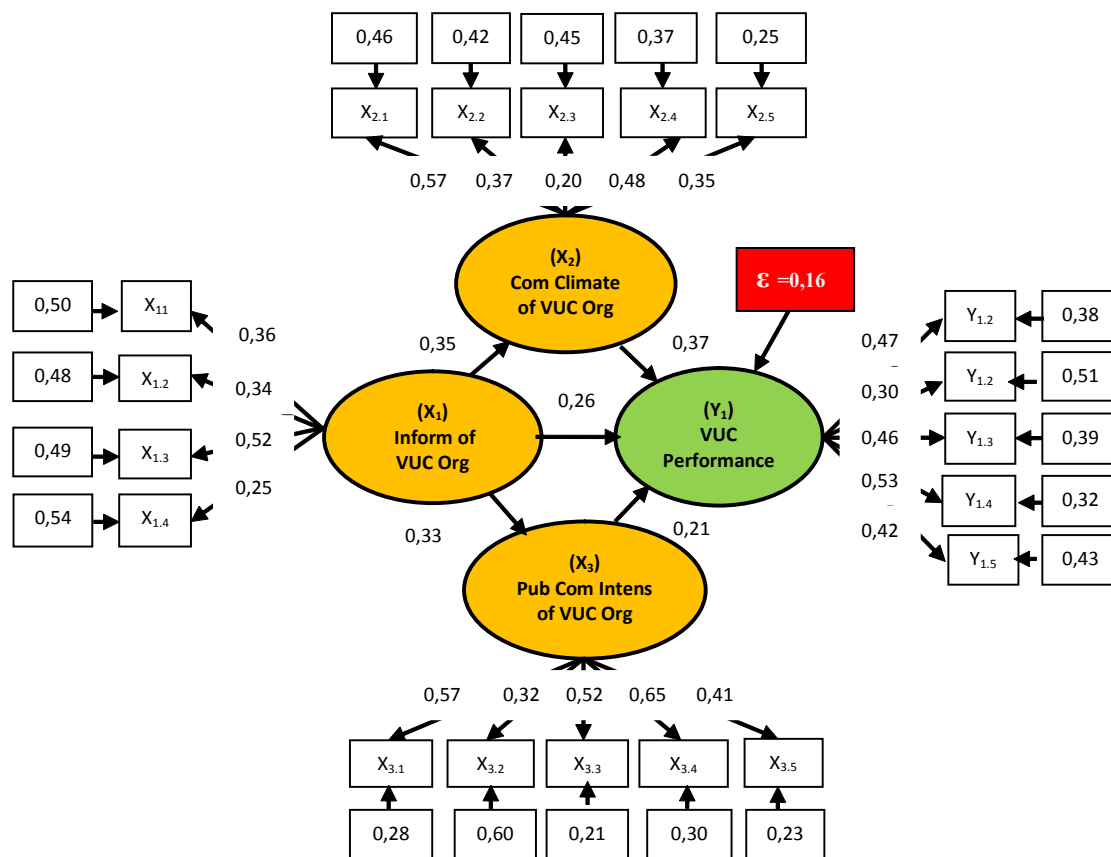 0,46 0,42 0,45 0,37 0,25
X2.1 X2.2 X2.3 X2.4 X2.5
0,57 0,37 0,20 0,48 0,35
(X2)
Com Climate
of VUC Org
ε =0,16
0,50 X11
0,36
0,48 X1.2
0,34
0,49 X1.3
0,52
0,54 X1.4
0,25
0,35
0,37
0,26
0,33
0,21
(X1)
Inform of
VUC Org
(Y1)
VUC
Performance
0,47
Y1.2 0,38
0,30
Y1.2 0,51
0,46
Y1.3 0,39
0,53
Y1.4 0,32
0,42
Y1.5 0,43
(X3)
Pub Com Intens
of VUC Org
0,57 0,32 0,52 0,65 0,41
X3.1 X3.2 X3.3 X3.4 X3.5
0,28 0,60 0,21 0,30 0,23